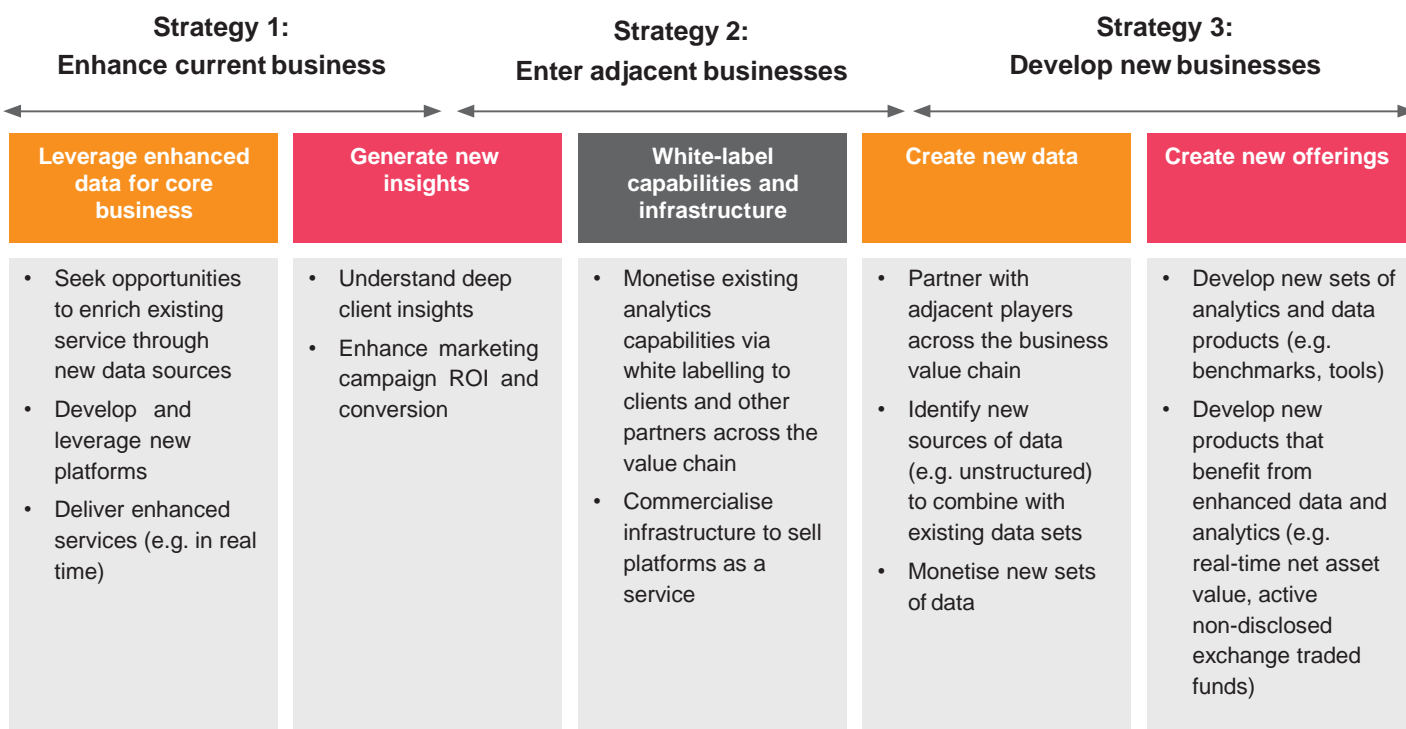 Strategy 1:
Enhance current business
Strategy 2:
Enter adjacent businesses
Strategy 3:
Develop new businesses
Leverage enhanced
data for core
business
• Seek opportunities
to enrich existing
service through
new data sources
• Develop and
leverage new
platforms
• Deliver enhanced
services (e.g. in real
time)
Generate new
insights
• Understand deep
client insights
• Enhance marketing
campaign ROI and
conversion
White-label
capabilities and
infrastructure
• Monetise existing
analytics
capabilities via
white labelling to
clients and other
partners across the
value chain
• Commercialise
infrastructure to sell
platforms as a
service
Create new data
• Partner with
adjacent players
across the business
value chain
• Identify new
sources of data
(e.g. unstructured)
to combine with
existing data sets
• Monetise new sets
of data
Create new offerings
• Develop new sets of
analytics and data
products (e.g.
benchmarks, tools)
• Develop new
products that
benefit from
enhanced data and
analytics (e.g.
real-time net asset
value, active
non-disclosed
exchange traded
funds)